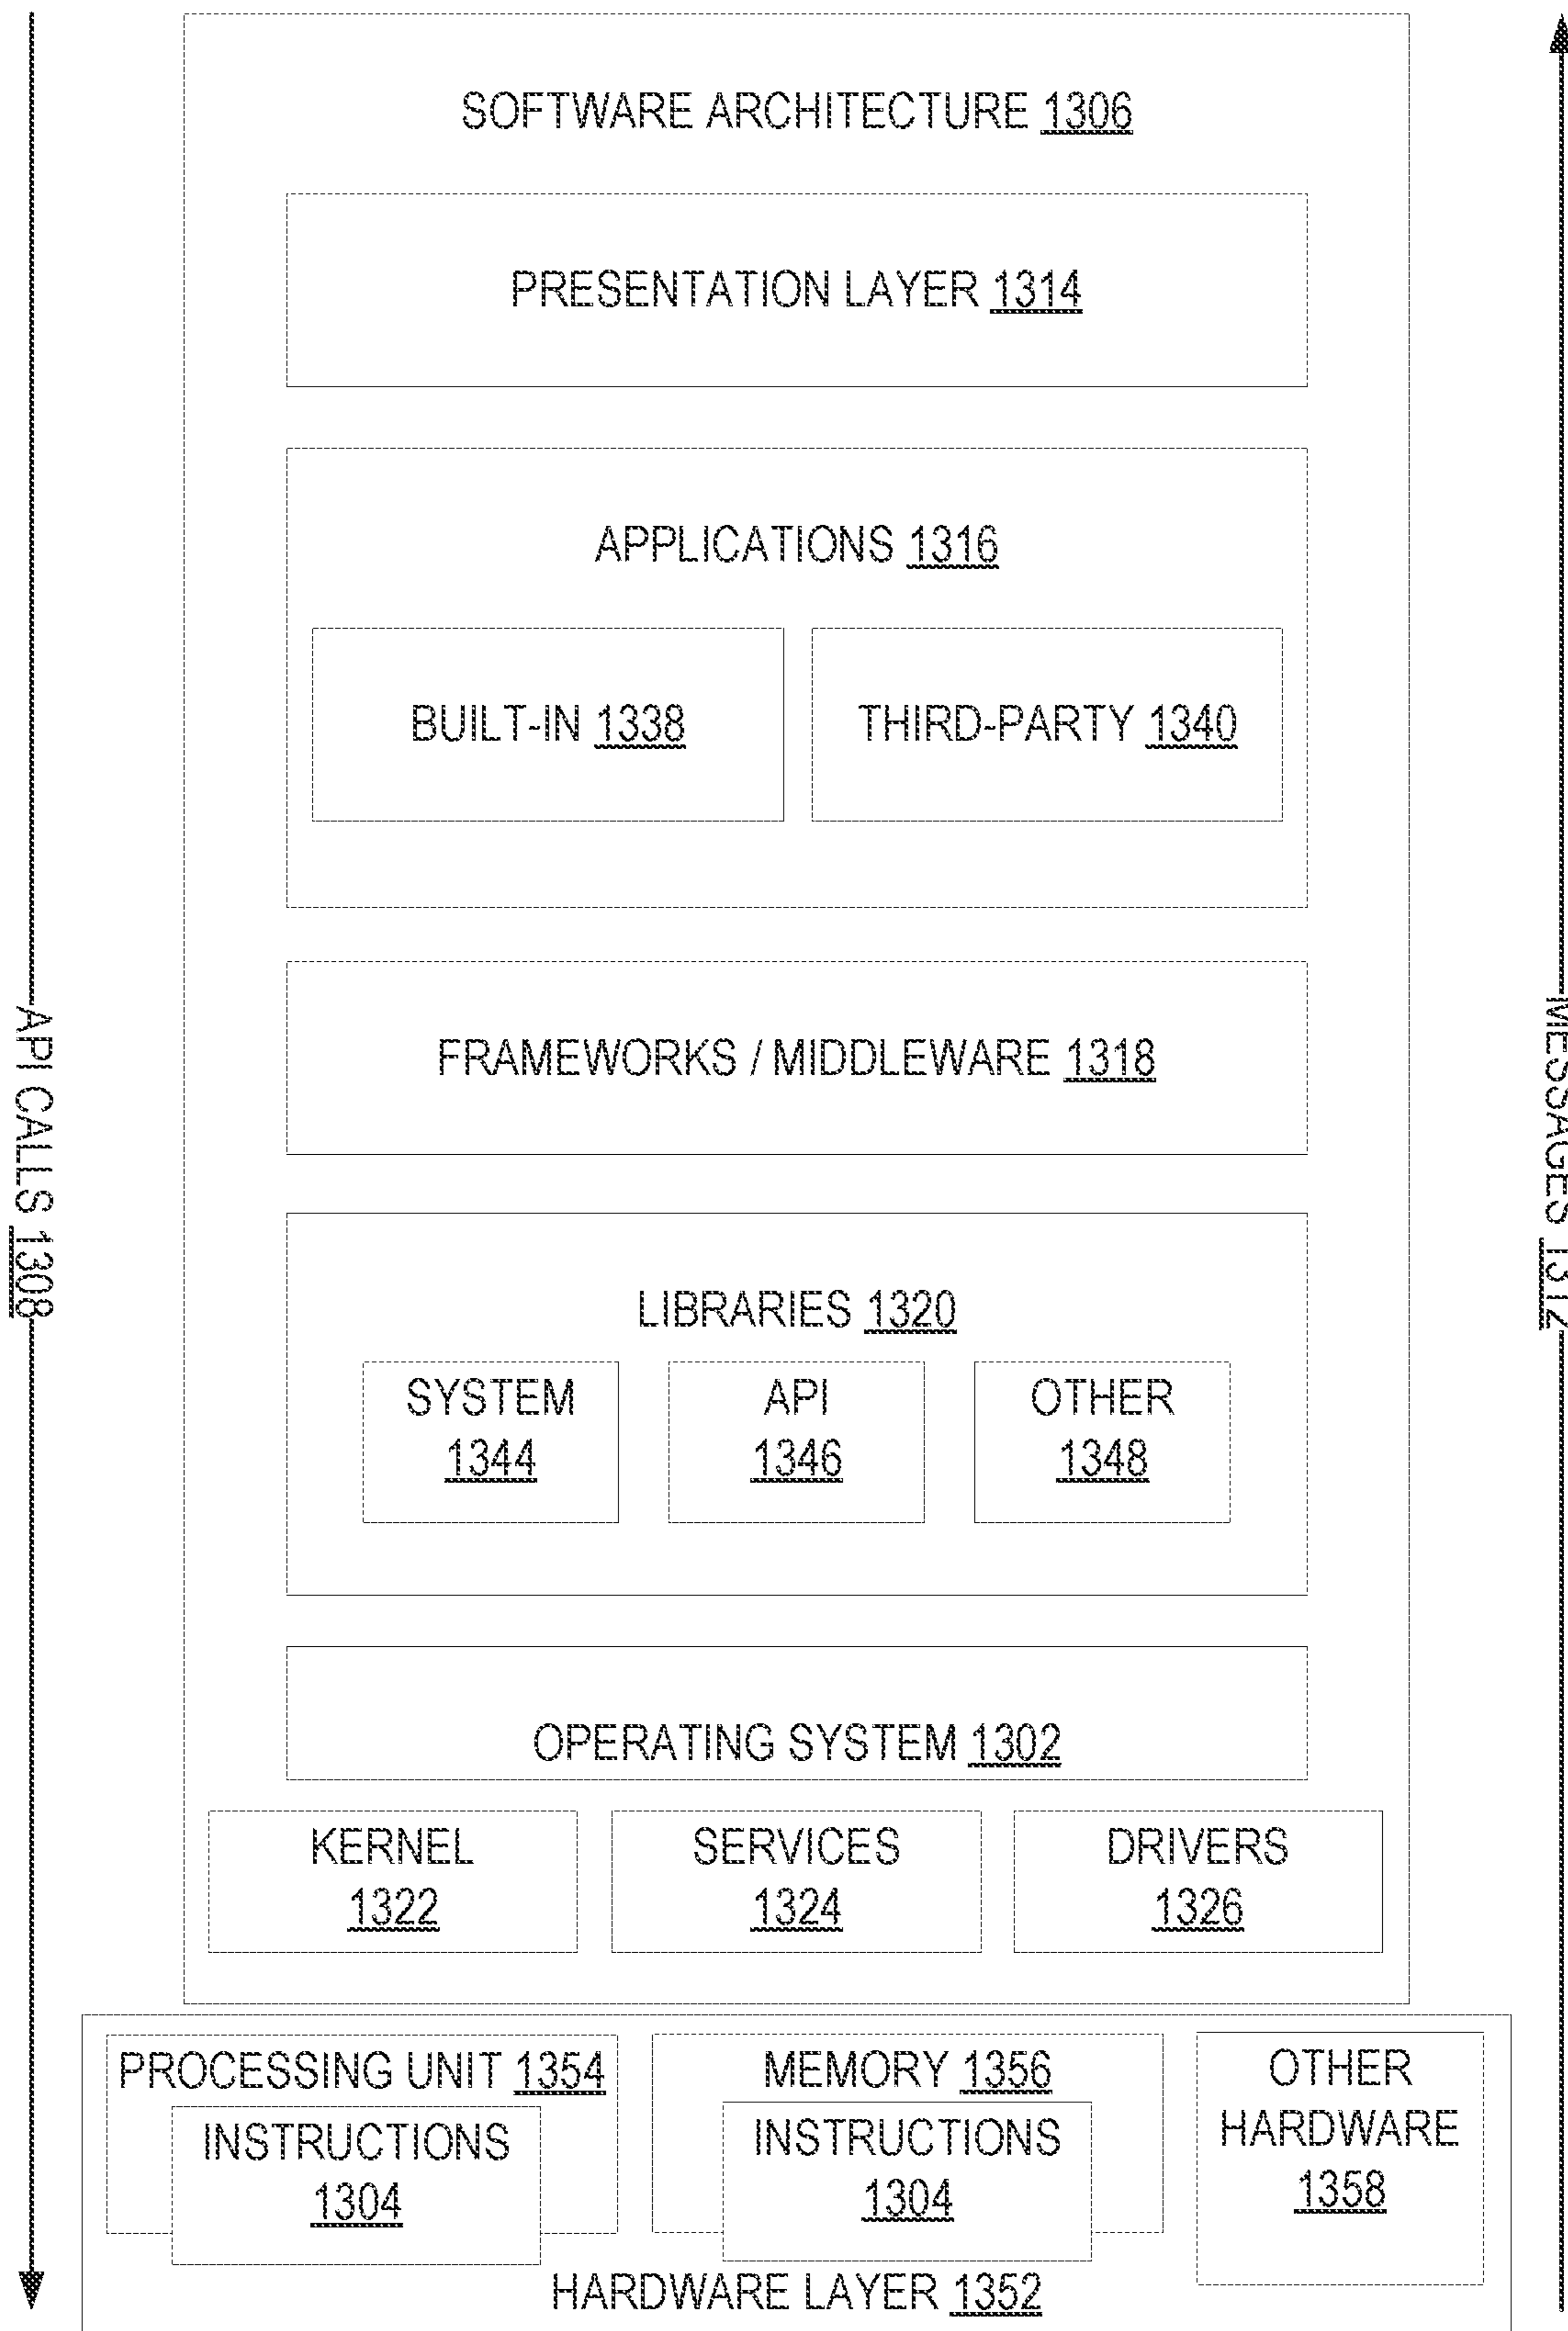 SOFTWARE ARCHITECTURE 1306
PRESENTATION LAYER 1314
APPLICATIONS 1316
BUILT-IN 1338
THIRD-PARTY 1340
FRAMEWORKS / MIDDLEWARE 1318
API CALLS 1308
MESSAGES 1312
LIBRARIES 1320
SYSTEM
1344
API
1346
OTHER
1348
OPERATING SYSTEM 1302
KERNEL
1322
SERVICES
1324
DRIVERS
1326
PROCESSING UNIT 1354
INSTRUCTIONS
1304
MEMORY 1356
INSTRUCTIONS
1304
OTHER
HARDWARE
1358
HARDWARE LAYER 1352